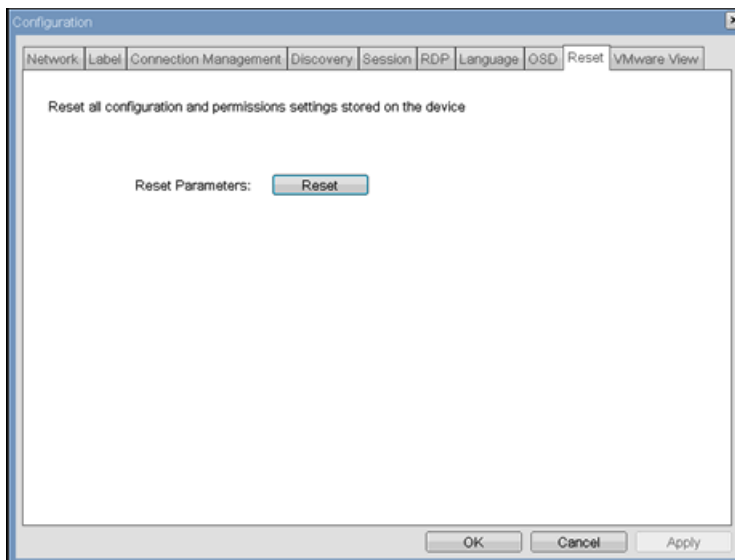 Configuration
Network Label Connection Management Discovery Session RDP Language OSD Reset VMware View
Reset all configuration and permissions settings stored on the device
Reset Parameters: Reset
OK Cancel Apply